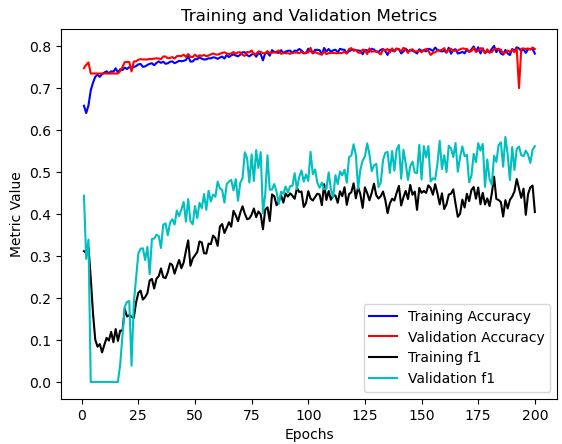 Training and Validation Metrics
Metric Value
0.8
0.7
0.6
0.5
0.4
0.3
0.2
0.1
0.0
Training Accuracy
Validation Accuracy
Training f1
Validation f1
0 25 50 75 100 125 150 175 200
Epochs